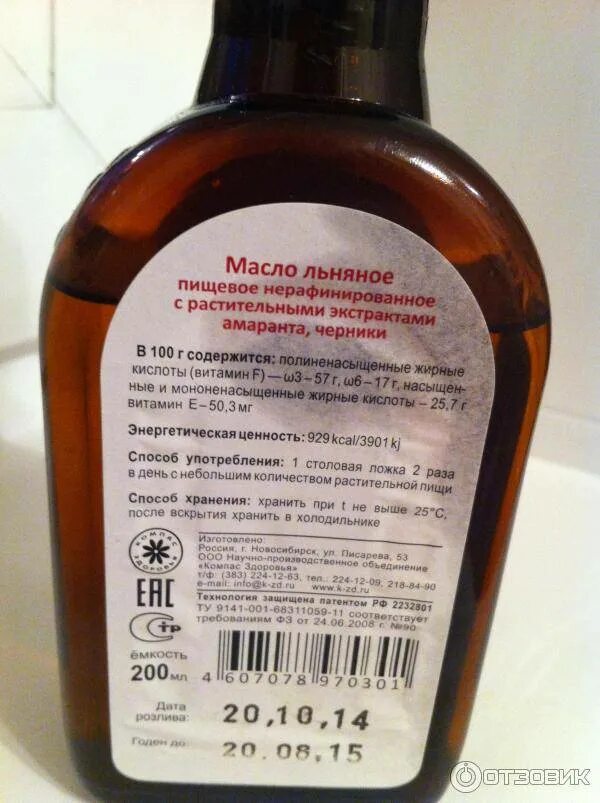 Масло льняное
пищевое нерафинированное
с растительными экстрактами
амаранта, черники
В 100 г содержится: полиненасыщенные жирные
кислоты (витамин F) — ω3 – 57 г, ω6 – 17 г, насыщен-
ные и мононенасыщенные жирные кислоты – 25,7 г
витамин Е – 50,3 мг
Энергетическая ценность: 929 kcal/3901 kj
Способ употребления: 1 столовая ложка 2 раза
в день с небольшим количеством растительной пищи
Способ хранения: хранить при t не выше 25°С,
после вскрытия хранить в холодильнике
КОМПАС ЗДОРОВЬЯ
Изготовлено:
Россия, г. Новосибирск, ул. Писарева, 53
ООО Научно-производственное объединение
«Компас Здоровья»
т/ф: (383) 224-12-63, тел.: 224-12-09, 218-84-90
e-mail: info@k-zd.ru, www.k-zd.ru
Технология защищена патентом РФ 2232801
ТУ 9141-001-68311059-11 соответствует
требованиям ФЗ от 24.06.2008 г. №90
EAC
СТР
ёмкость
200 мл
4 607078 970301
Дата
розлива:
20,10,14
Годен до:
20.08,15
ОТЗОВИК